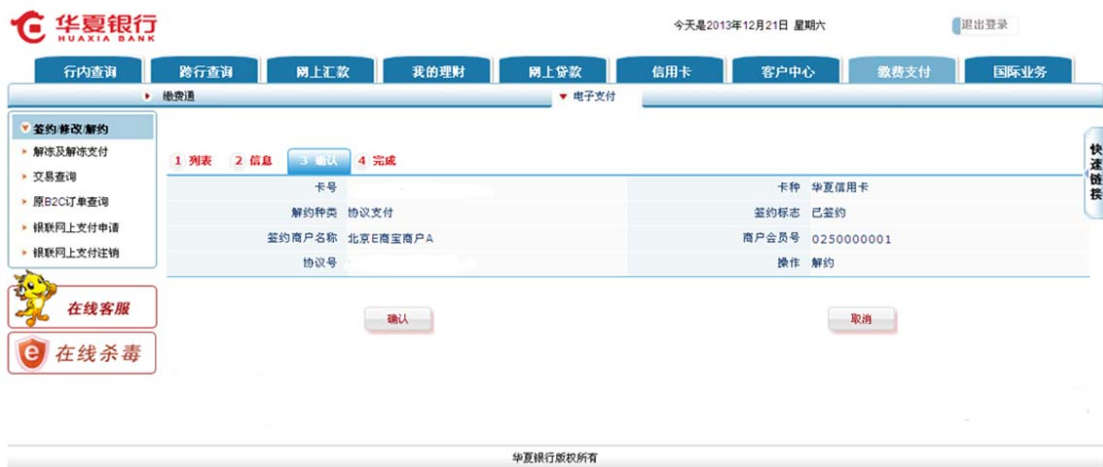 华夏银行
HUAXIA BANK
今天是2013年12月21日 星期六
退出登录
行内查询 跨行查询 网上汇款 我的理财 网上贷款 信用卡 客户中心 缴费支付 国际业务
缴费通 电子支付
签约/修改/解约
解冻及解冻支付
交易查询
原B2C订单查询
银联网上支付申请
银联网上支付注销
在线客服
e 在线杀毒
1 列表 2 信息 3 确认 4 完成
卡号 卡种 华夏信用卡
解约种类 协议支付 签约标志 已签约
签约商户名称 北京E商宝商户A 商户会员号 0250000001
协议号 操作 解约
确认 取消
快速链接
华夏银行版权所有